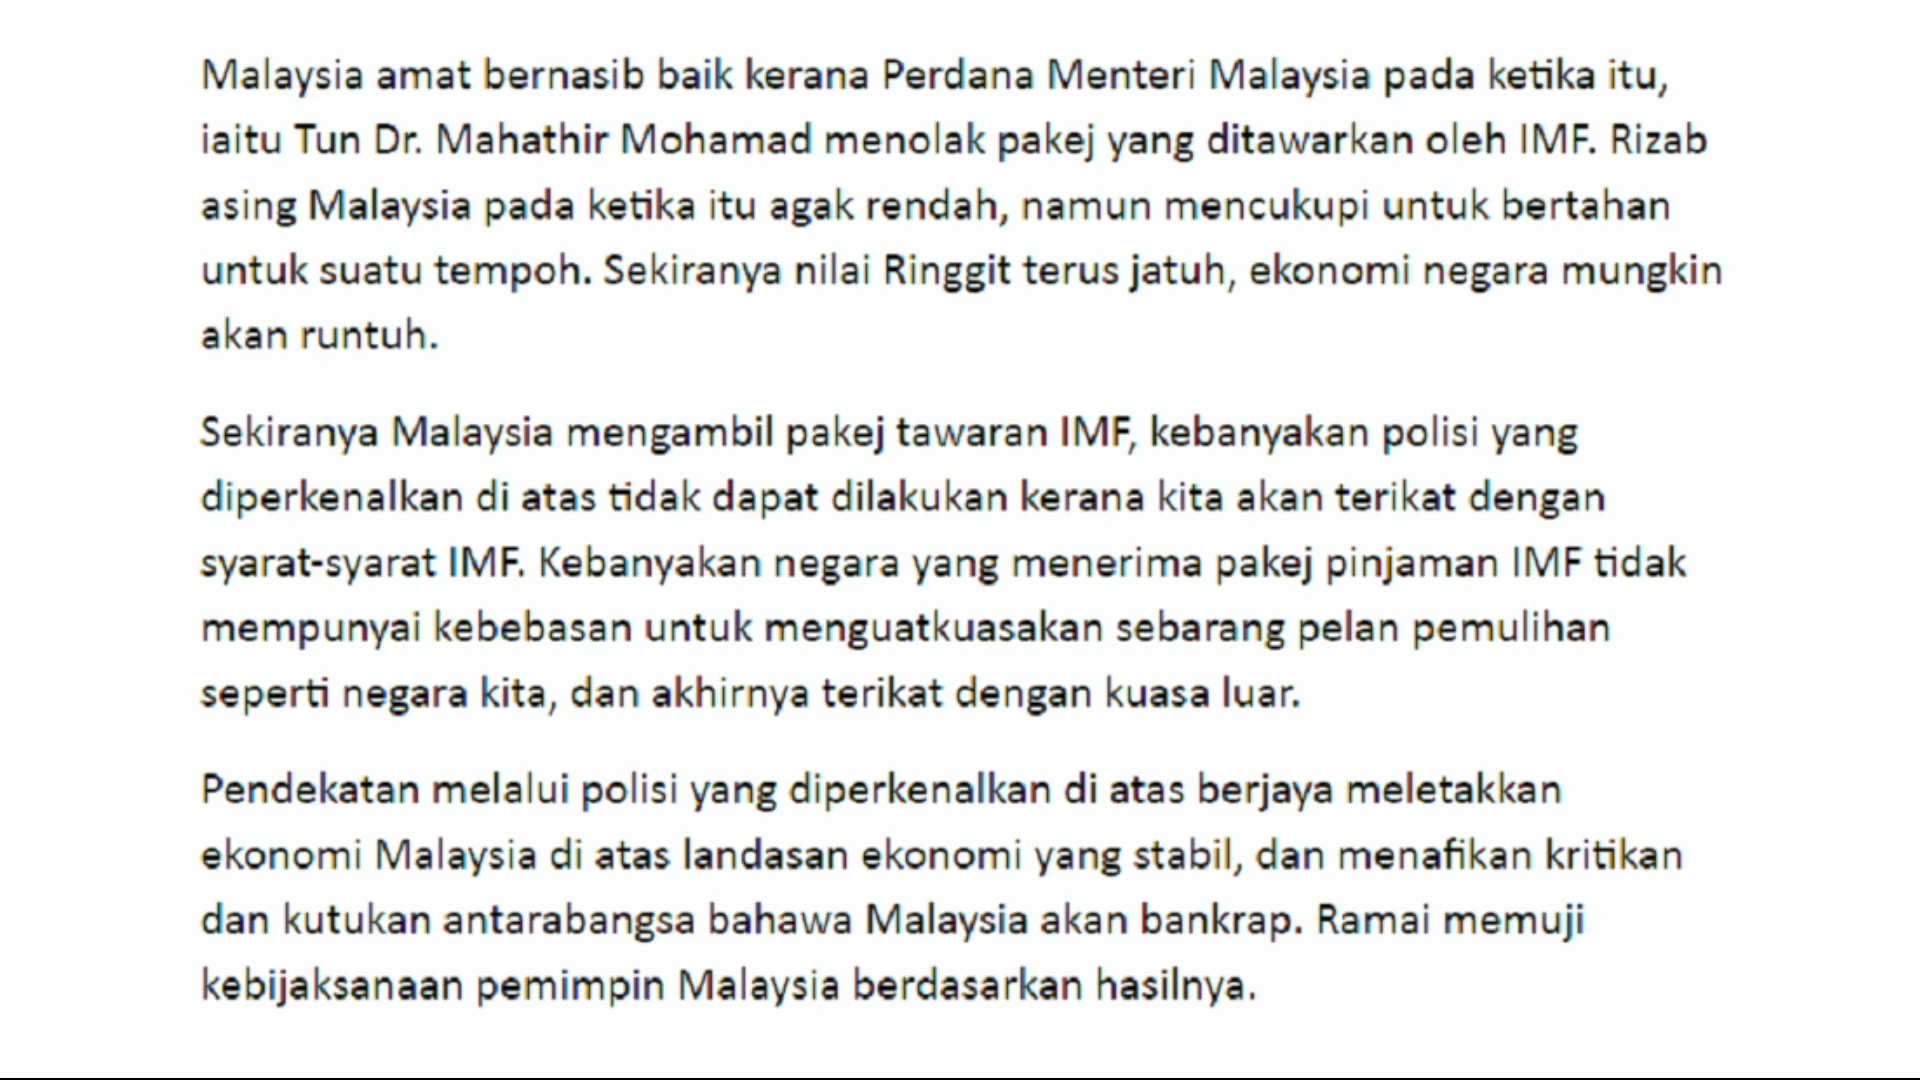 Malaysia amat bernasib baik kerana Perdana Menteri Malaysia pada ketika itu,
iaitu Tun Dr. Mahathir Mohamad menolak pakej yang ditawarkan oleh IMF. Rizab
asing Malaysia pada ketika itu agak rendah, namun mencukupi untuk bertahan
untuk suatu tempoh. Sekiranya nilai Ringgit terus jatuh, ekonomi negara mungkin
akan runtuh.
Sekiranya Malaysia mengambil pakej tawaran IMF, kebanyakan polisi yang
diperkenalkan di atas tidak dapat dilakukan kerana kita akan terikat dengan
syarat-syarat IMF. Kebanyakan negara yang menerima pakej pinjaman IMF tidak
mempunyai kebebasan untuk menguatkuasakan sebarang pelan pemulihan
seperti negara kita, dan akhirnya terikat dengan kuasa luar.
Pendekatan melalui polisi yang diperkenalkan di atas berjaya meletakkan
ekonomi Malaysia di atas landasan ekonomi yang stabil, dan menafikan kritikan
dan kutukan antarabangsa bahawa Malaysia akan bankrap. Ramai memuji
kebijaksanaan pemimpin Malaysia berdasarkan hasilnya.